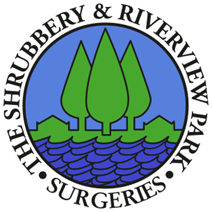 THE SHRUBBERY & RIVERVIEW PARK
• SURGERIES •